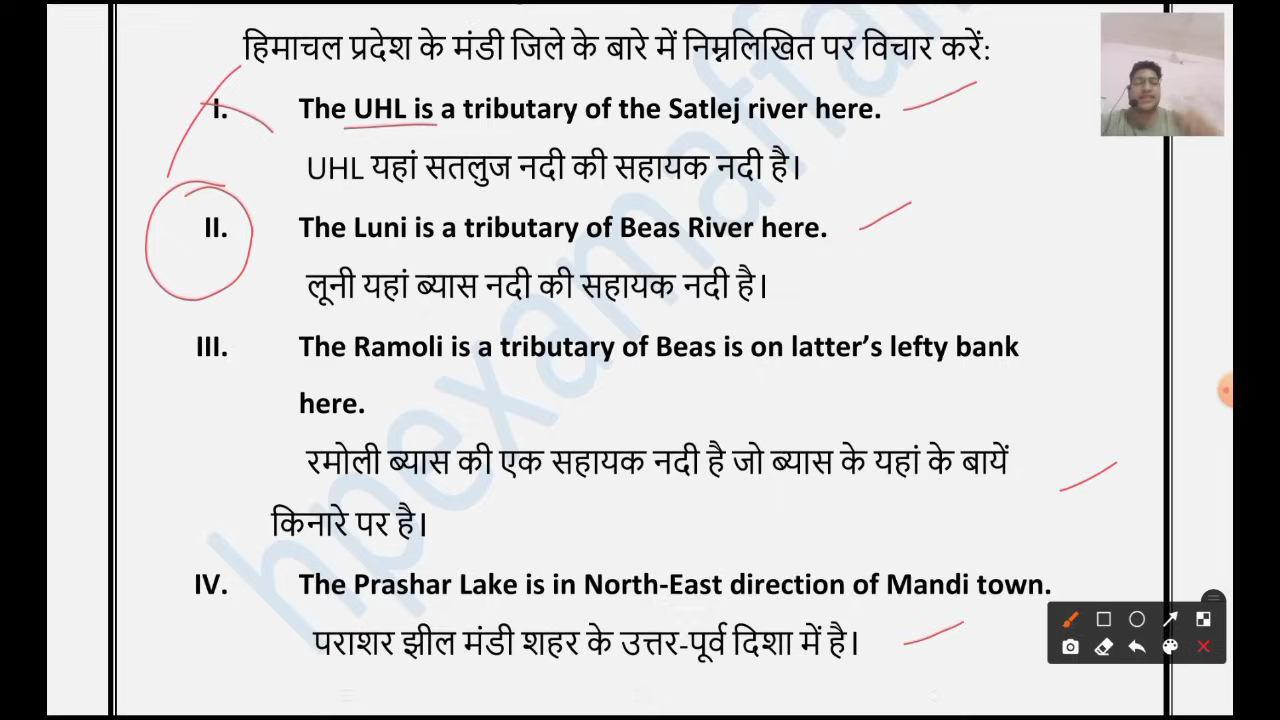 हिमाचल प्रदेश के मंडी जिले के बारे में निम्नलिखित पर विचार करें:
I. The UHL is a tributary of the Satlej river here.
UHL यहां सतलुज नदी की सहायक नदी है।
II. The Luni is a tributary of Beas River here.
लूनी यहां ब्यास नदी की सहायक नदी है।
III. The Ramoli is a tributary of Beas is on latter’s lefty bank
here.
रमोली ब्यास की एक सहायक नदी है जो ब्यास के यहां के बायें
किनारे पर है।
IV. The Prashar Lake is in North-East direction of Mandi town.
पराशर झील मंडी शहर के उत्तर-पूर्व दिशा में है।
hpexamaffairs